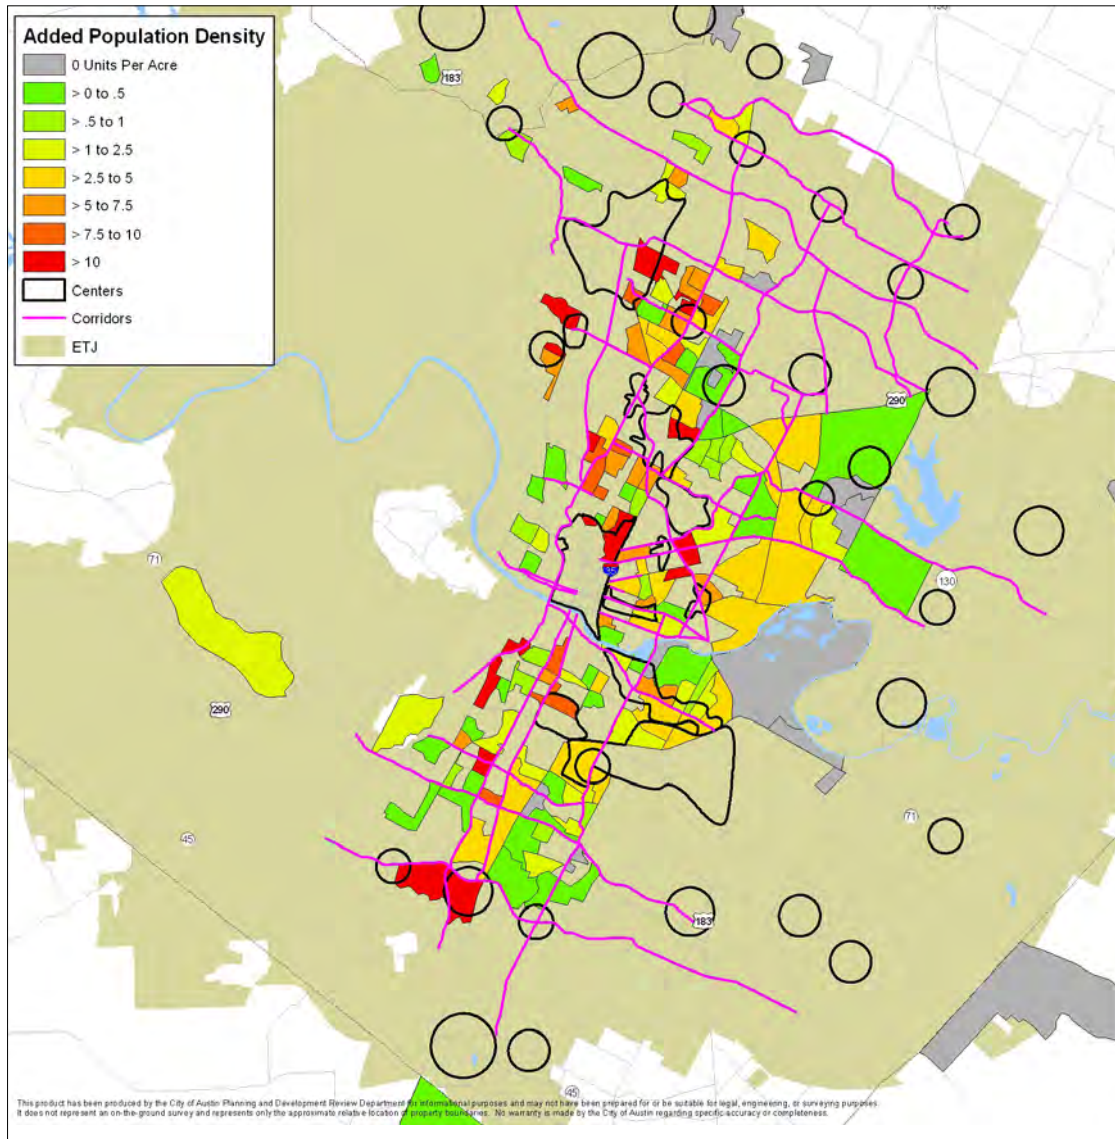 130
Added Population Density
0 Units Per Acre
> 0 to .5
> .5 to 1
> 1 to 2.5
> 2.5 to 5
> 5 to 7.5
> 7.5 to 10
> 10
Centers
Corridors
ETJ
183
290
71
35
130
290
71
45
183
45
This product has been produced by the City of Austin Planning and Development Review Department for informational purposes and may not have been prepared for or be suitable for legal, engineering, or surveying purposes.
It does not represent an on-the-ground survey and represents only the approximate relative location of property boundaries. No warranty is made by the City of Austin regarding specific accuracy or completeness.